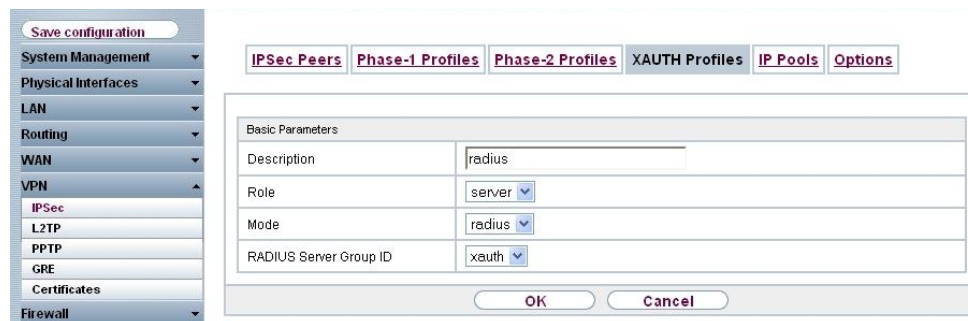 Save configuration
System Management
Physical Interfaces
LAN
Routing
WAN
VPN
IPSec
L2TP
PPTP
GRE
Certificates
Firewall
IPSec Peers Phase-1 Profiles Phase-2 Profiles XAUTH Profiles IP Pools Options
Basic Parameters
Description radius
Role server
Mode radius
RADIUS Server Group ID xauth
OK Cancel